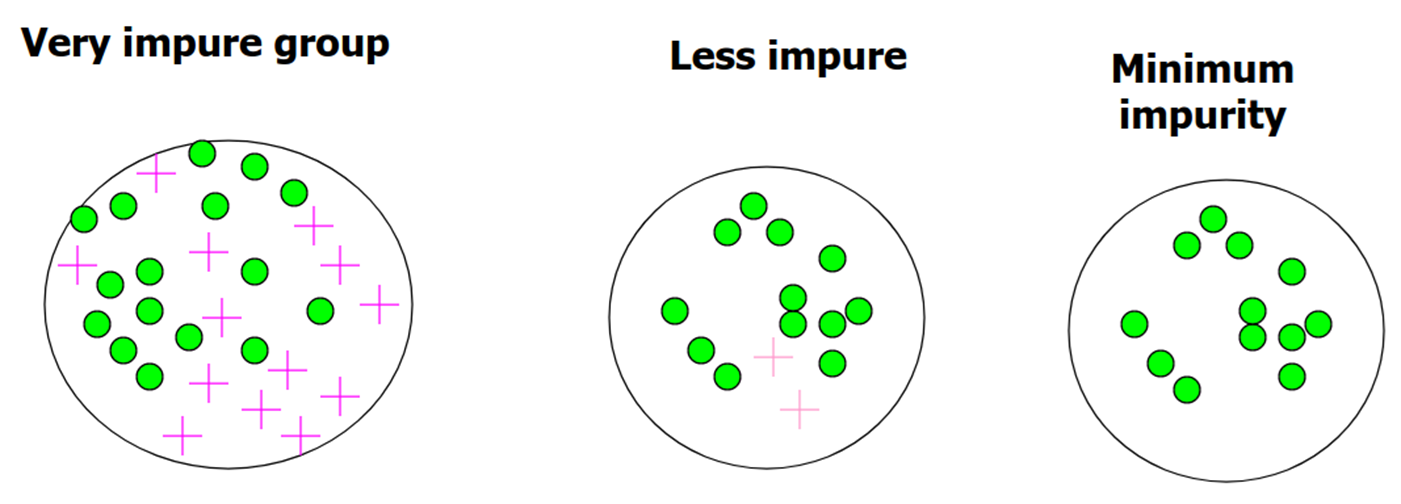 Very impure group
Less impure
Minimum
impurity